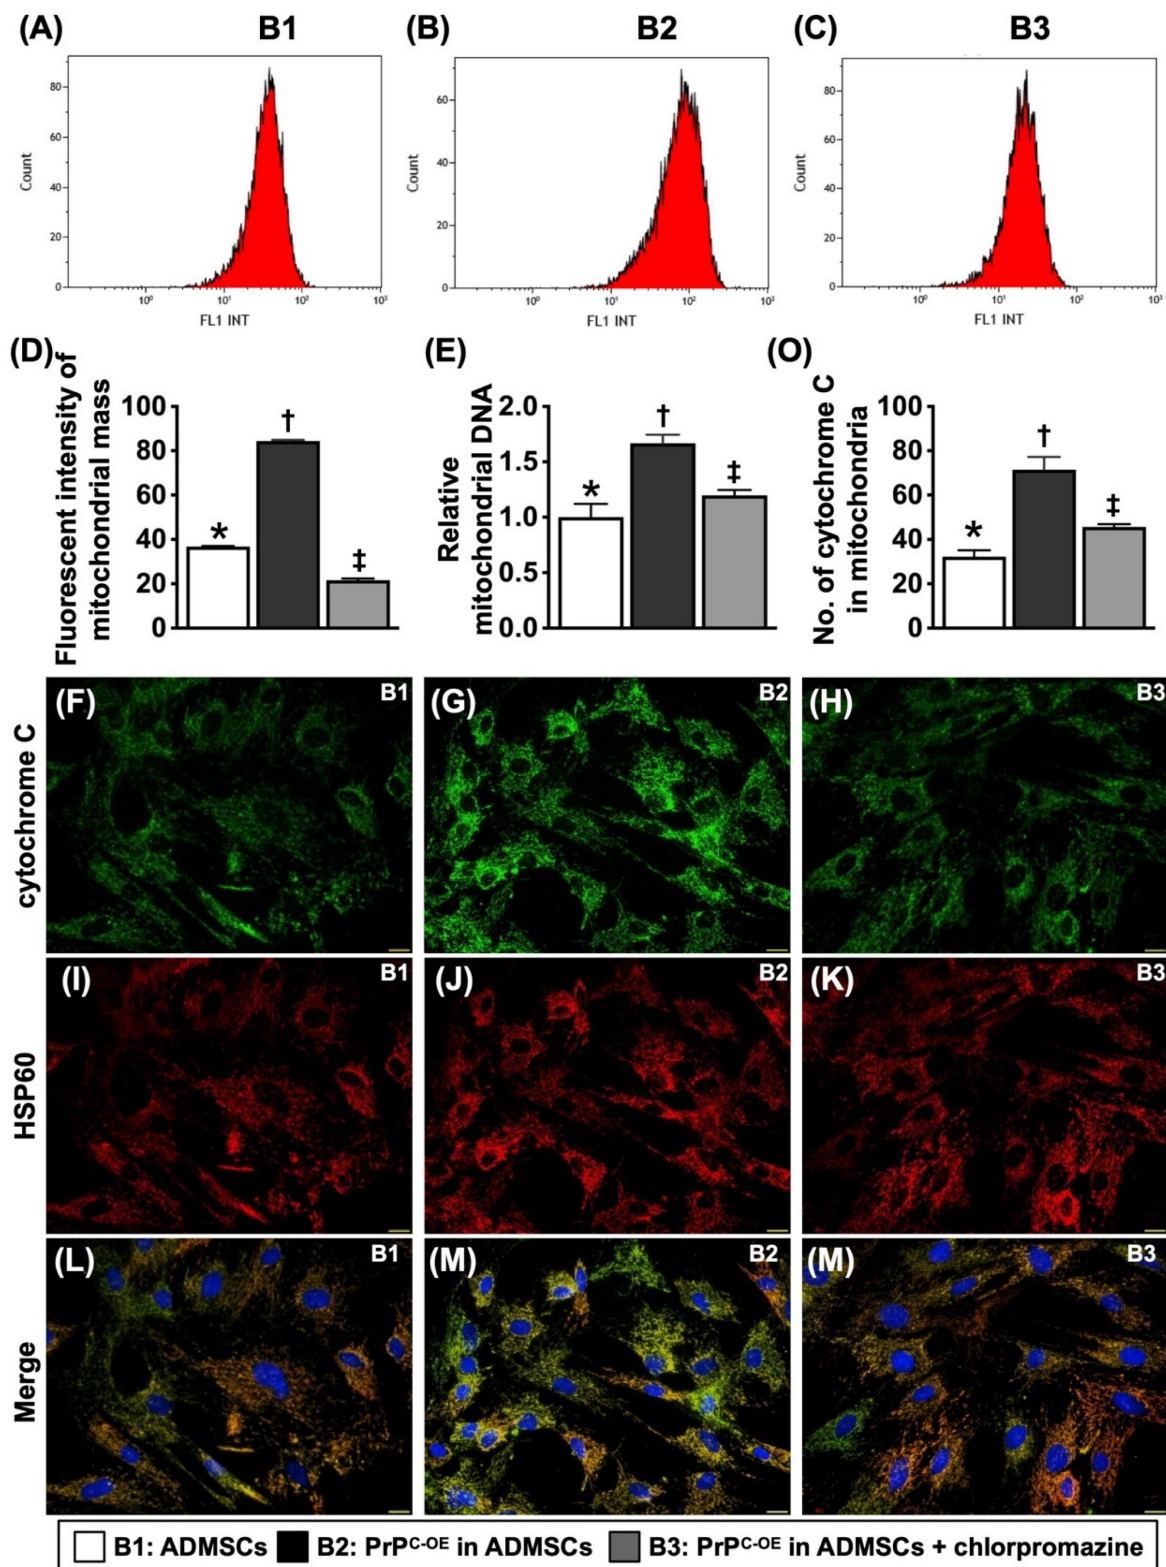 (A) B1 (B) B2 (C) B3
80
60
40
20
0
Count
10⁰ 10¹ 10² 10³
FL1 INT
60
40
20
0
Count
10⁰ 10¹ 10² 10³
FL1 INT
80
60
40
20
0
Count
10⁰ 10¹ 10² 10³
FL1 INT
(D)
Fluorescent intensity of
mitochondrial mass
100
80
60
40
20
0
*
†
‡
(E)
Relative
mitochondrial DNA
2.0
1.5
1.0
0.5
0.0
*
†
‡
(O)
No. of cytochrome C
in mitochondria
100
80
60
40
20
0
*
†
‡
cytochrome C
(F) B1 (G) B2 (H) B3
HSP60
(I) B1 (J) B2 (K) B3
Merge
(L) B1 (M) B2 (M) B3
B1: ADMSCs B2: PrP^C-OE in ADMSCs B3: PrP^C-OE in ADMSCs + chlorpromazine